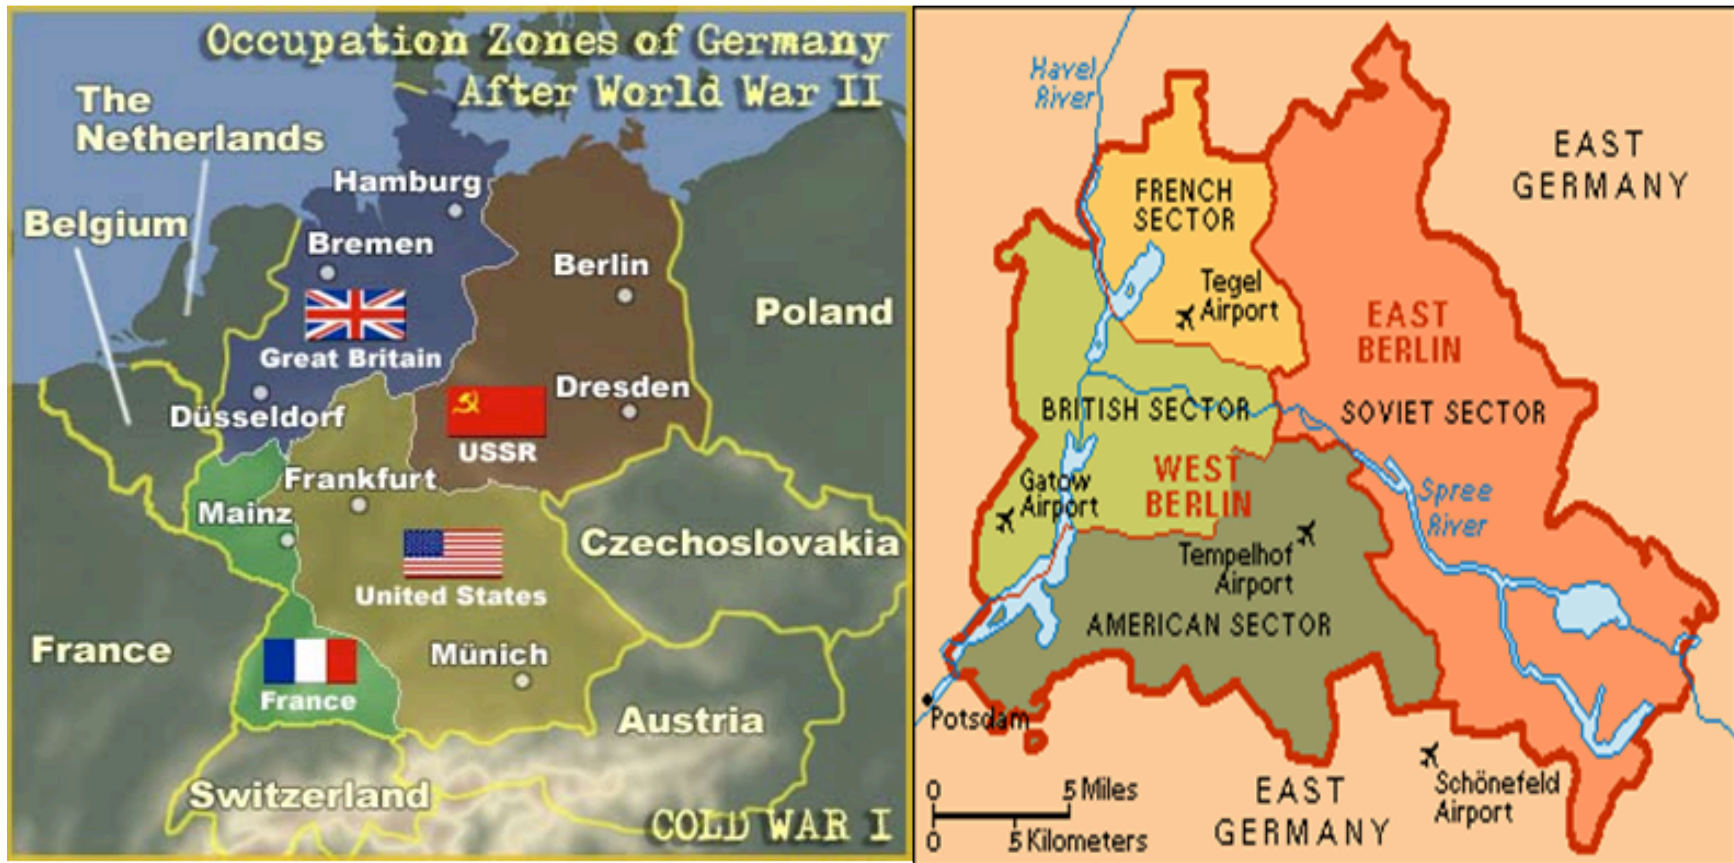 Occupation Zones of Germany
After World War II
The
Netherlands
Belgium
Hamburg
Bremen
Berlin
Poland
Great Britain
Düsseldorf
Dresden
USSR
Frankfurt
Mainz
Czechoslovakia
United States
France
Münich
France
Austria
Switzerland
COLD WAR I
Havel
River
EAST
GERMANY
FRENCH
SECTOR
Tegel
Airport
EAST
BERLIN
BRITISH SECTOR
SOVIET SECTOR
WEST
BERLIN
Gatow
Airport
Spree
River
Tempelhof
Airport
AMERICAN SECTOR
Potsdam
0 5 Miles
0 5 Kilometers
EAST
GERMANY
Schönefeld
Airport